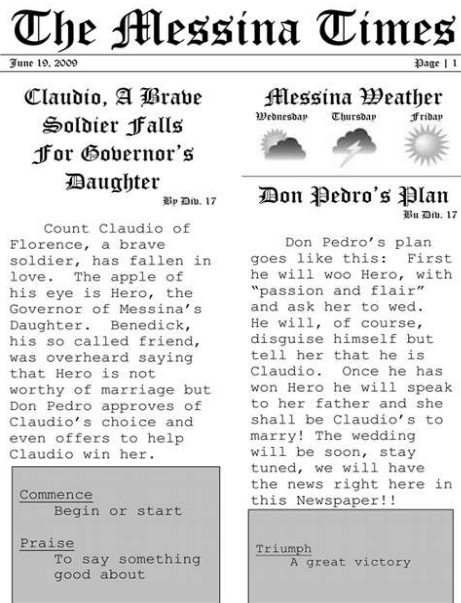 The Messina Times
June 19, 2009
Page | 1
Claudio, A Brave
Soldier Falls
For Governor's
Daughter
By Div. 17
Count Claudio of
Florence, a brave
soldier, has fallen in
love. The apple of
his eye is Hero, the
Governor of Messina's
Daughter. Benedick,
his so called friend,
was overheard saying
that Hero is not
worthy of marriage but
Don Pedro approves of
Claudio's choice and
even offers to help
Claudio win her.
Commence
Begin or start
Praise
To say something
good about
Messina Weather
Wednesday Thursday Friday
Don Pedro's Plan
Bu Div. 17
Don Pedro's plan
goes like this: First
he will woo Hero, with
“passion and flair”
and ask her to wed.
He will, of course,
disguise himself but
tell her that he is
Claudio. Once he has
won Hero he will speak
to her father and she
shall be Claudio's to
marry! The wedding
will be soon, stay
tuned, we will have
the news right here in
this Newspaper!!
Triumph
A great victory